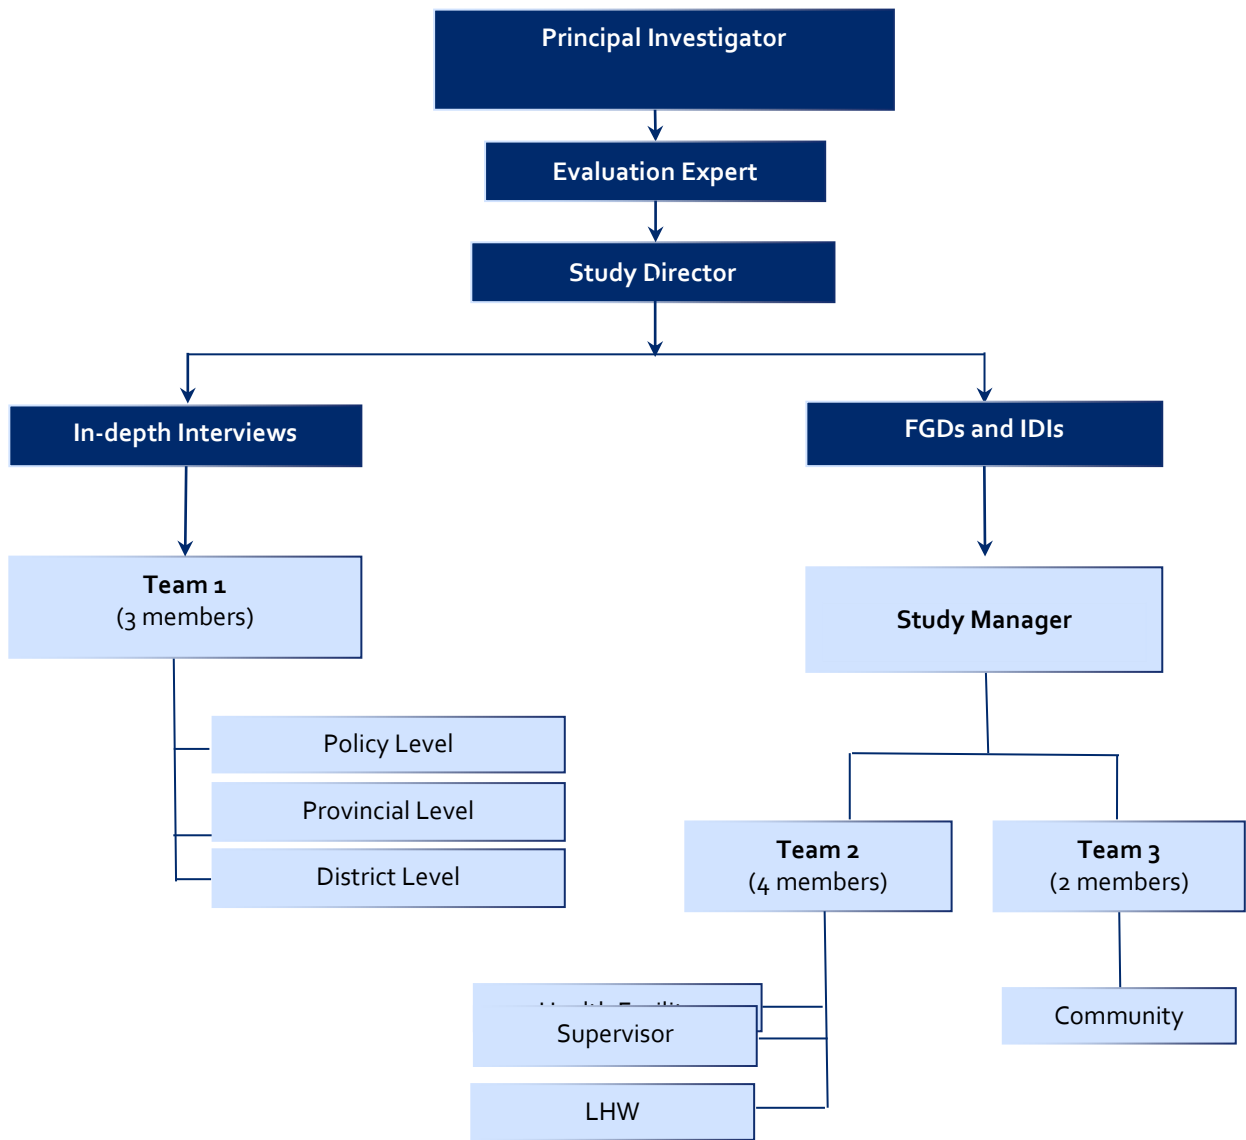 Principal Investigator
Evaluation Expert
Study Director
In-depth Interviews
FGDs and IDIs
Team 1
(3 members)
Study Manager
Policy Level
Provincial Level
District Level
Team 2
(4 members)
Team 3
(2 members)
Supervisor
Community
LHW